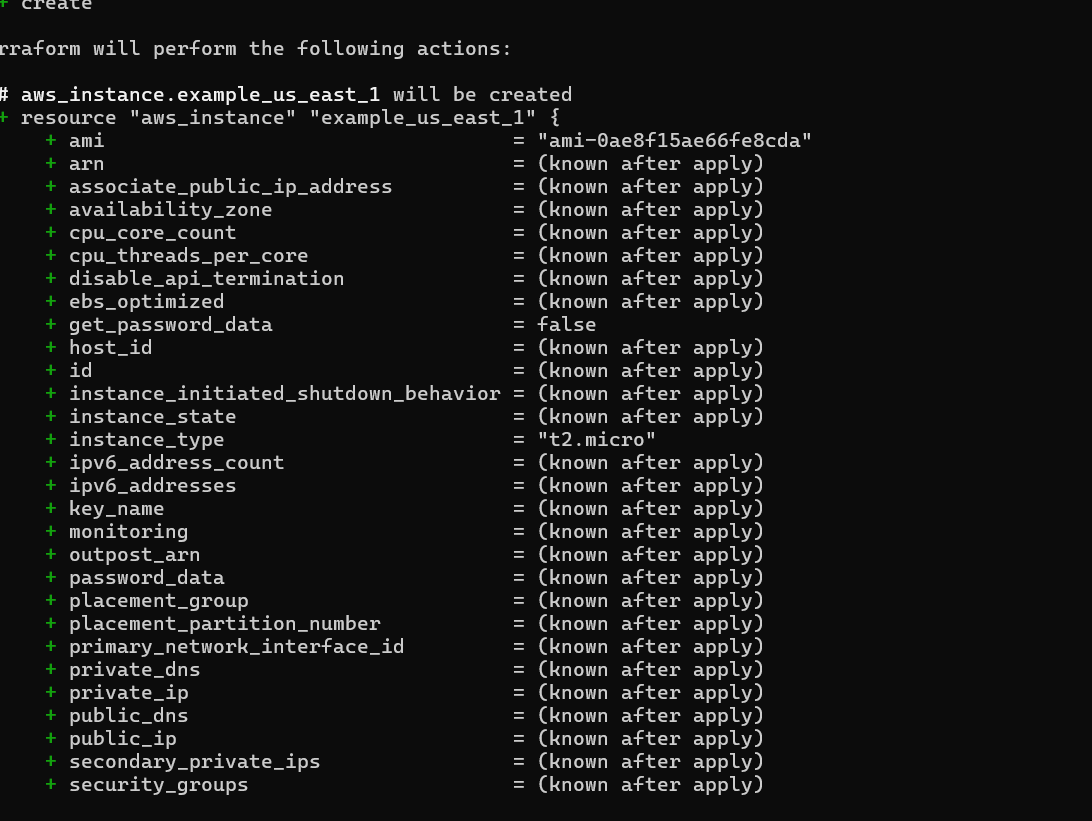 + create
rraform will perform the following actions:
# aws_instance.example_us_east_1 will be created
+ resource "aws_instance" "example_us_east_1" {
+ ami = "ami-0ae8f15ae66fe8cda"
+ arn = (known after apply)
+ associate_public_ip_address = (known after apply)
+ availability_zone = (known after apply)
+ cpu_core_count = (known after apply)
+ cpu_threads_per_core = (known after apply)
+ disable_api_termination = (known after apply)
+ ebs_optimized = (known after apply)
+ get_password_data = false
+ host_id = (known after apply)
+ id = (known after apply)
+ instance_initiated_shutdown_behavior = (known after apply)
+ instance_state = (known after apply)
+ instance_type = "t2.micro"
+ ipv6_address_count = (known after apply)
+ ipv6_addresses = (known after apply)
+ key_name = (known after apply)
+ monitoring = (known after apply)
+ outpost_arn = (known after apply)
+ password_data = (known after apply)
+ placement_group = (known after apply)
+ placement_partition_number = (known after apply)
+ primary_network_interface_id = (known after apply)
+ private_dns = (known after apply)
+ private_ip = (known after apply)
+ public_dns = (known after apply)
+ public_ip = (known after apply)
+ secondary_private_ips = (known after apply)
+ security_groups = (known after apply)